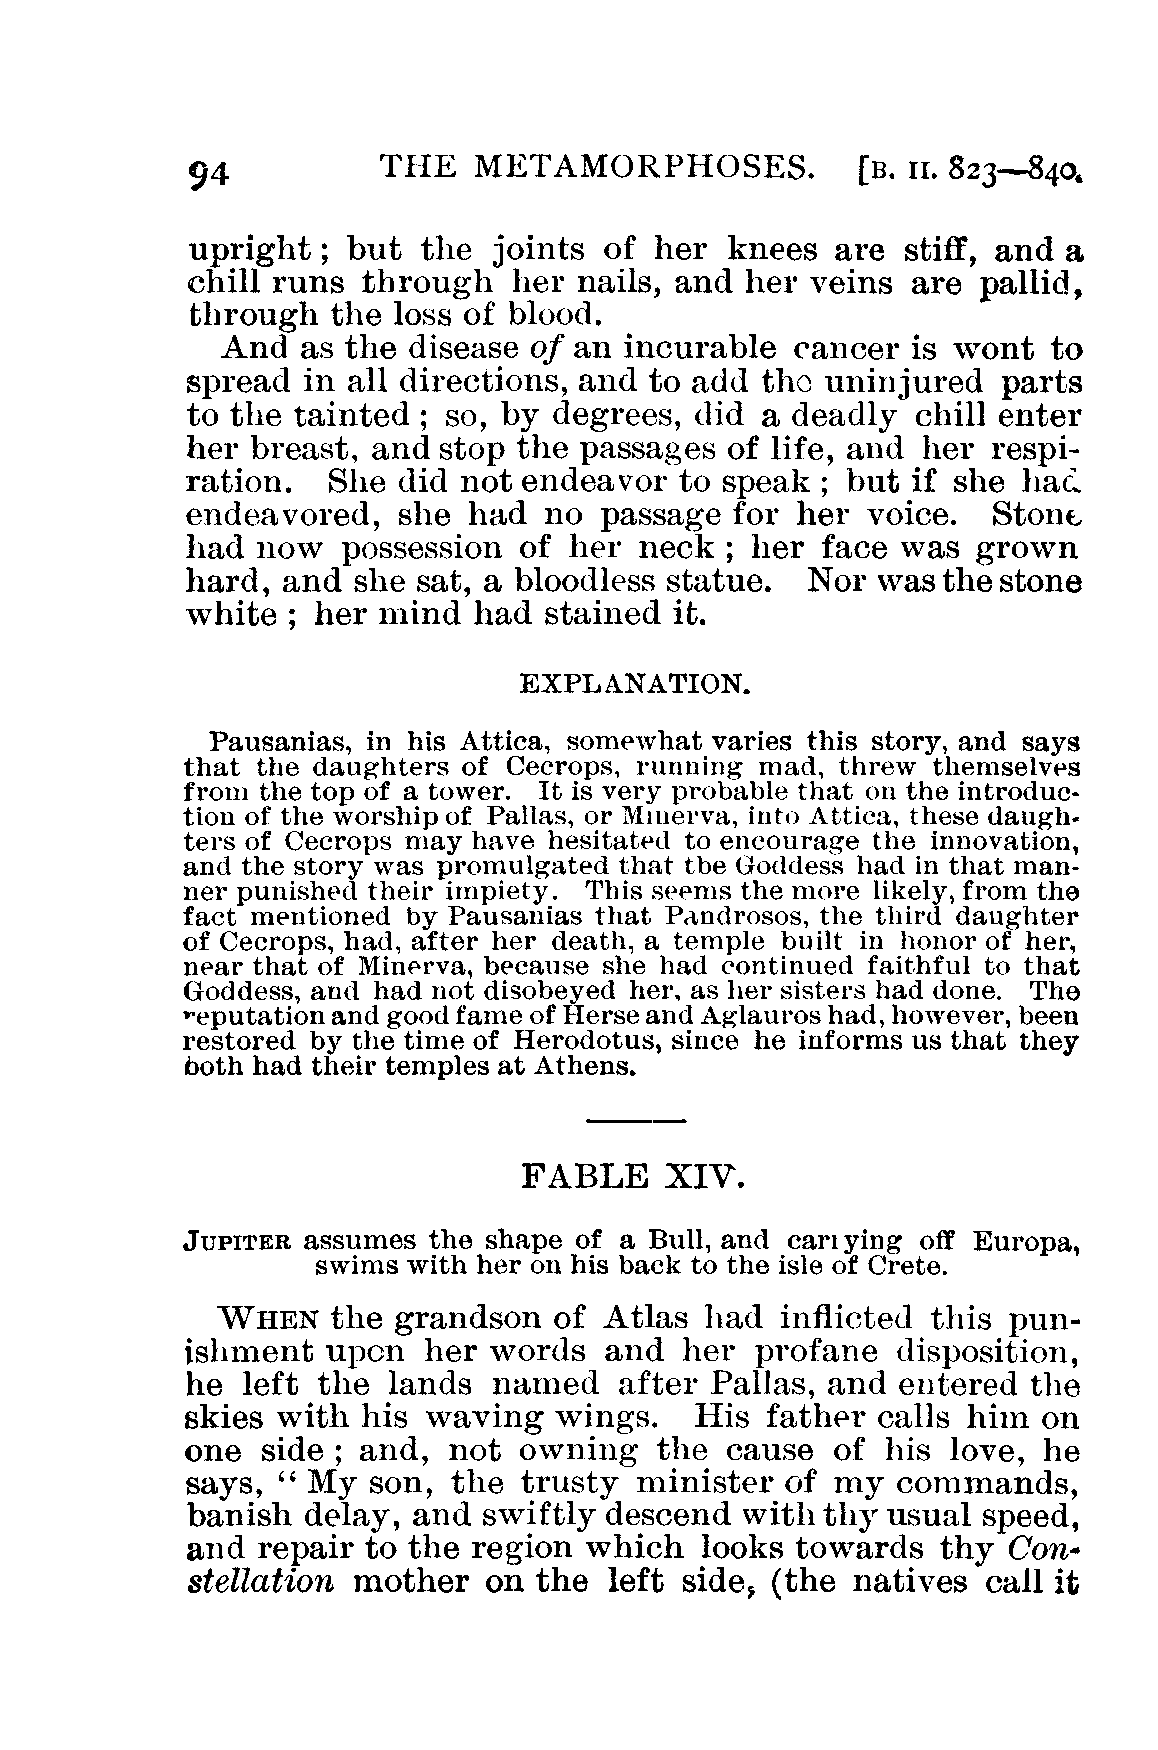 94 THE METAMORPHOSES. [B. II. 823—840.
upright ; but the joints of her knees are stiff, and a
chill runs through her nails, and her veins are pallid,
through the loss of blood.
And as the disease of an incurable cancer is wont to
spread in all directions, and to add the uninjured parts
to the tainted ; so, by degrees, did a deadly chill enter
her breast, and stop the passages of life, and her respi-
ration. She did not endeavor to speak ; but if she had
endeavored, she had no passage for her voice. Stone
had now possession of her neck ; her face was grown
hard, and she sat, a bloodless statue. Nor was the stone
white ; her mind had stained it.
EXPLANATION.
Pausanias, in his Attica, somewhat varies this story, and says
that the daughters of Cecrops, running mad, threw themselves
from the top of a tower. It is very probable that on the introduc-
tion of the worship of Pallas, or Minerva, into Attica, these daugh-
ters of Cecrops may have hesitated to encourage the innovation,
and the story was promulgated that the Goddess had in that man-
ner punished their impiety. This seems the more likely, from the
fact mentioned by Pausanias that Pandrosos, the third daughter
of Cecrops, had, after her death, a temple built in honor of her,
near that of Minerva, because she had continued faithful to that
Goddess, and had not disobeyed her, as her sisters had done. The
reputation and good fame of Herse and Aglauros had, however, been
restored by the time of Herodotus, since he informs us that they
both had their temples at Athens.
FABLE XIV.
JUPITER assumes the shape of a Bull, and carrying off Europa,
swims with her on his back to the isle of Crete.
WHEN the grandson of Atlas had inflicted this pun-
ishment upon her words and her profane disposition,
he left the lands named after Pallas, and entered the
skies with his waving wings. His father calls him on
one side ; and, not owning the cause of his love, he
says, “ My son, the trusty minister of my commands,
banish delay, and swiftly descend with thy usual speed,
and repair to the region which looks towards thy Con-
stellation mother on the left side, (the natives call it